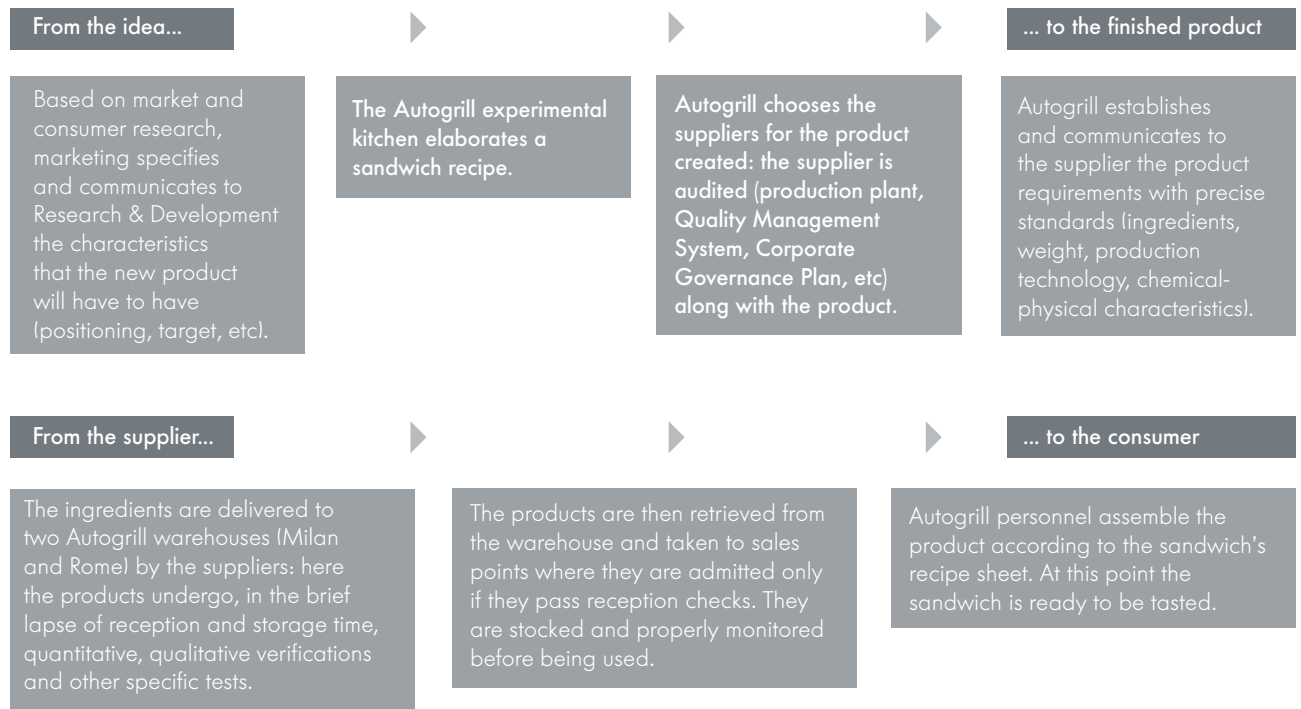 From the idea...
... to the finished product
Based on market and
consumer research,
marketing specifies
and communicates to
Research & Development
the characteristics
that the new product
will have to have
(positioning, target, etc).
The Autogrill experimental
kitchen elaborates a
sandwich recipe.
Autogrill chooses the
suppliers for the product
created: the supplier is
audited (production plant,
Quality Management
System, Corporate
Governance Plan, etc)
along with the product.
Autogrill establishes
and communicates to
the supplier the product
requirements with precise
standards (ingredients,
weight, production
technology, chemical-
physical characteristics).
From the supplier...
... to the consumer
The ingredients are delivered to
two Autogrill warehouses (Milan
and Rome) by the suppliers: here
the products undergo, in the brief
lapse of reception and storage time,
quantitative, qualitative verifications
and other specific tests.
The products are then retrieved from
the warehouse and taken to sales
points where they are admitted only
if they pass reception checks. They
are stocked and properly monitored
before being used.
Autogrill personnel assemble the
product according to the sandwich's
recipe sheet. At this point the
sandwich is ready to be tasted.